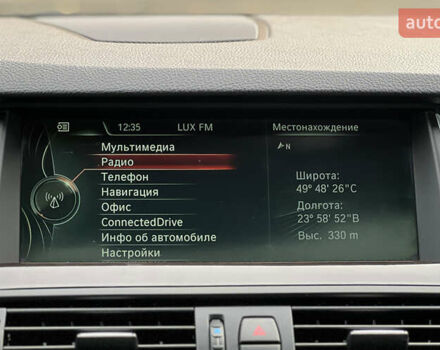 RIA
12:35 LUX FM
Местонахождение
Мультимедиа
Радио
Телефон
Навигация
Офис
ConnectedDrive
Инфо об автомобиле
Настройки
N
Широта:
49° 48' 26"С
Долгота:
23° 58' 52"В
Выс. 330 m